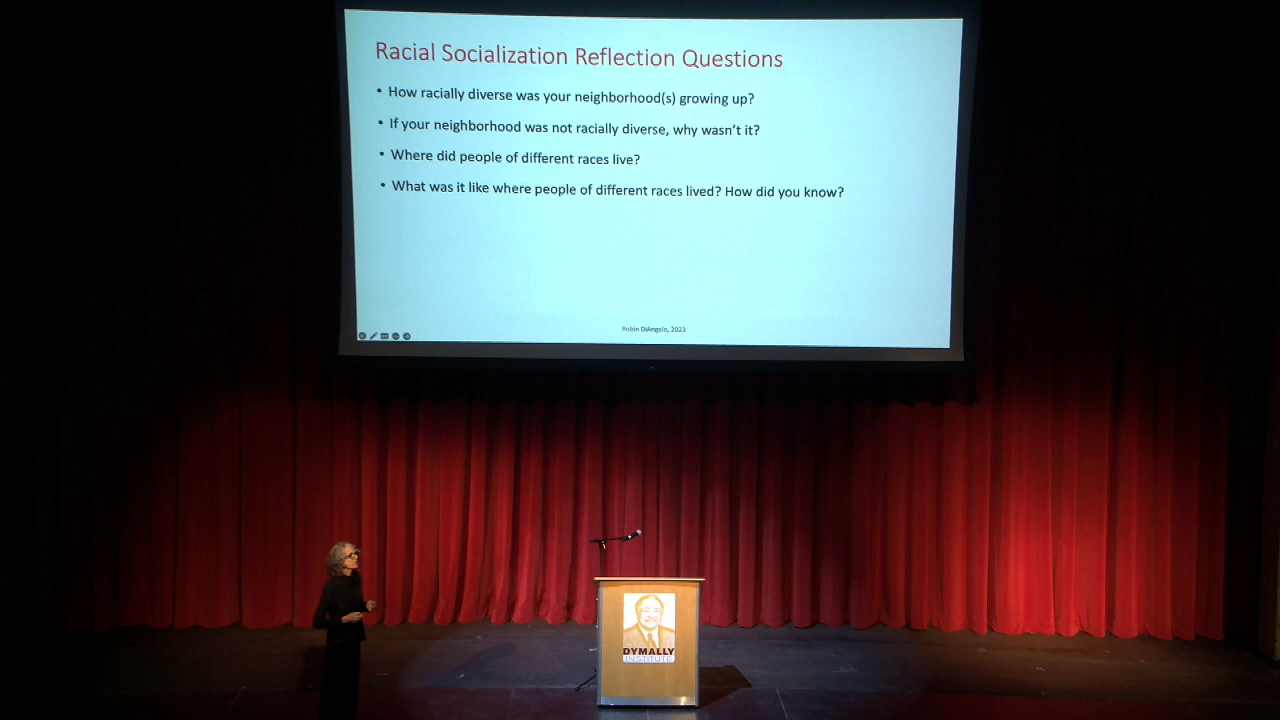 Racial Socialization Reflection Questions
• How racially diverse was your neighborhood(s) growing up?
• If your neighborhood was not racially diverse, why wasn't it?
• Where did people of different races live?
• What was it like where people of different races lived? How did you know?
Robin DiAngelo, 2023
DYMALLY
INSTITUTE